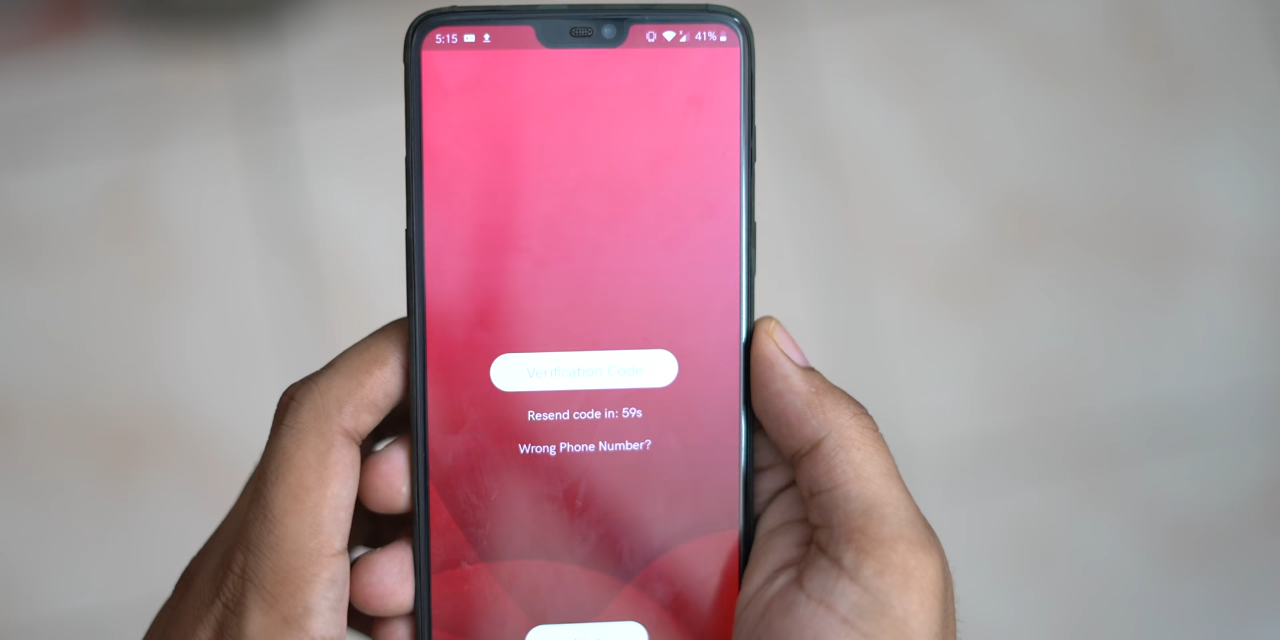 5:15 41%
Verification Code
Resend code in: 59s
Wrong Phone Number?